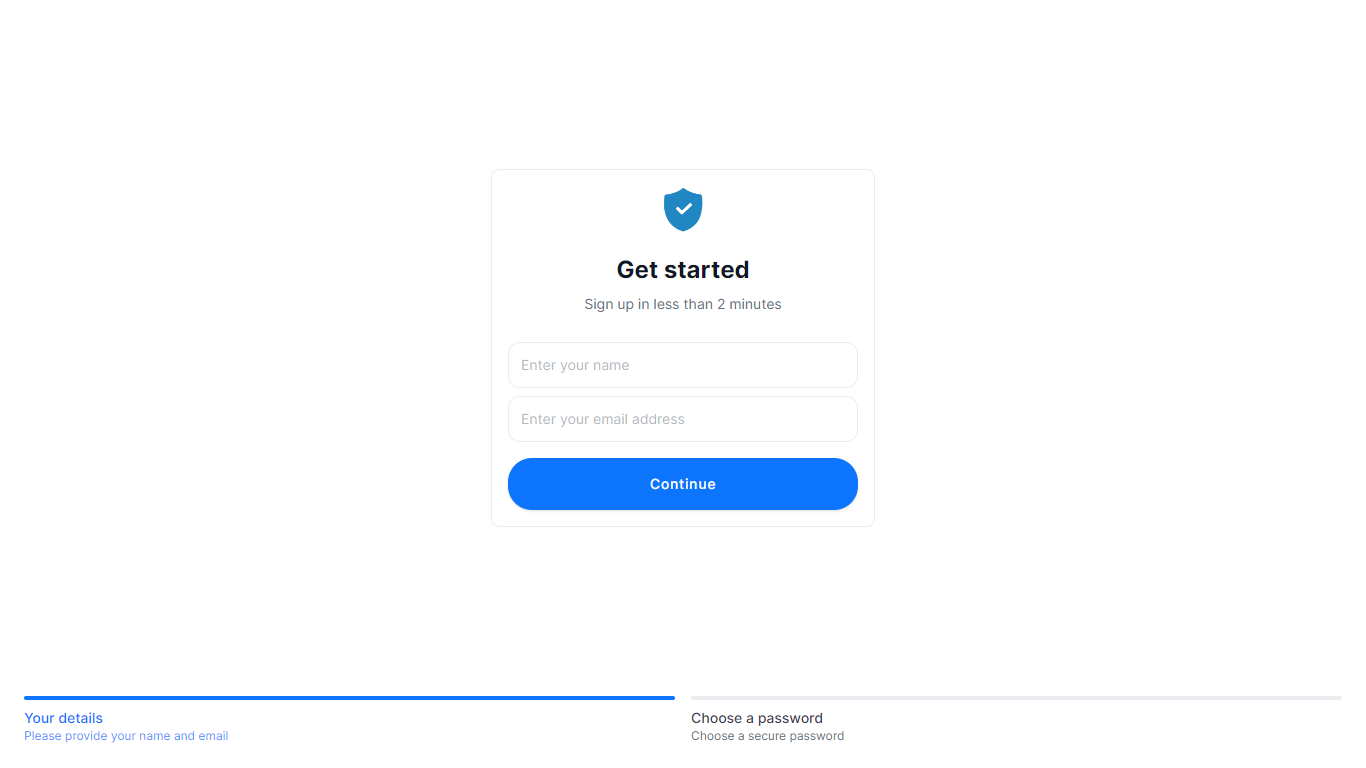 Get started
Sign up in less than 2 minutes
Enter your name
Enter your email address
Continue
Your details
Please provide your name and email
Choose a password
Choose a secure password